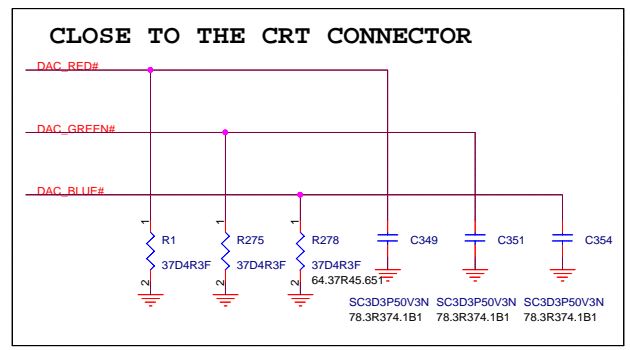 CLOSE TO THE CRT CONNECTOR
DAC_RED#
DAC_GREEN#
DAC_BLUE#
1 1 1
R1 R275 R278 C349 C351 C354
37D4R3F 37D4R3F 37D4R3F
64.37R45.651
2 2 2
SC3D3P50V3N SC3D3P50V3N SC3D3P50V3N
78.3R374.1B1 78.3R374.1B1 78.3R374.1B1